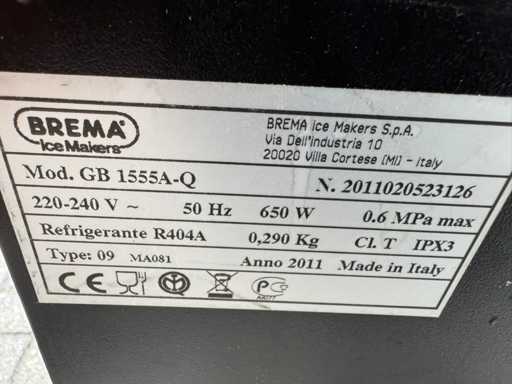 BREMA
Ice Makers
BREMA Ice Makers S.p.A.
Via Dell'industria 10
20020 Villa Cortese (MI) - Italy
Mod. GB 1555A-Q N. 2011020523126
220-240 V ~ 50 Hz 650 W 0.6 MPa max
Refrigerante R404A 0,290 Kg Cl. T IPX3
Type: 09 MA081 Anno 2011 Made in Italy
CE